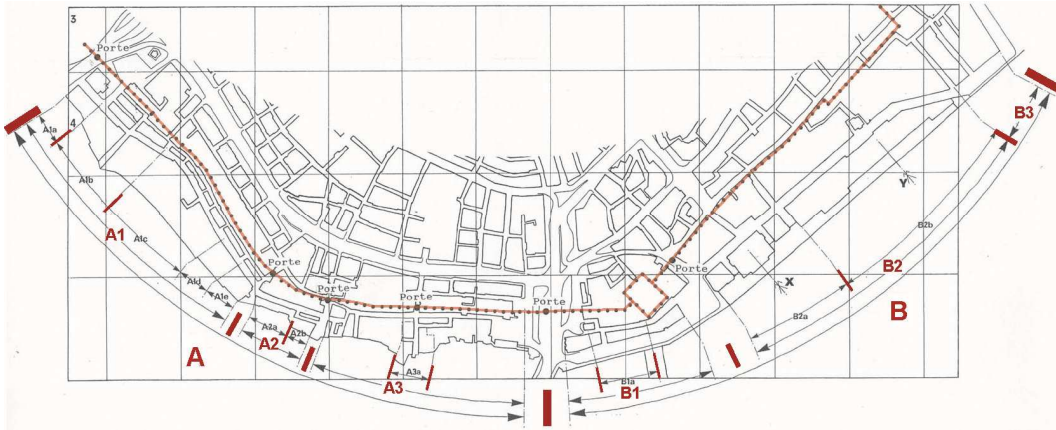 3
Porte
4
A1a
A1b
A1
A1c
A1d
A1e
Porte
Porte
Porte
Porte
Porte
A2a
A2b
A2
A
A3a
A3
B1a
B1
B2a
B2
B
B2b
B3
X
Y